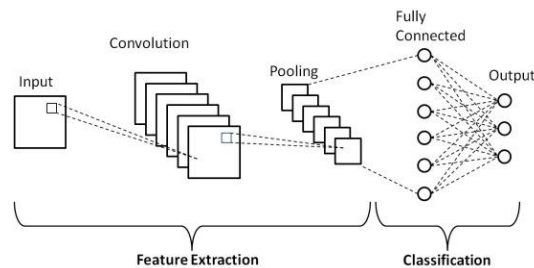 Input
Convolution
Pooling
Fully
Connected
Output
Feature Extraction
Classification